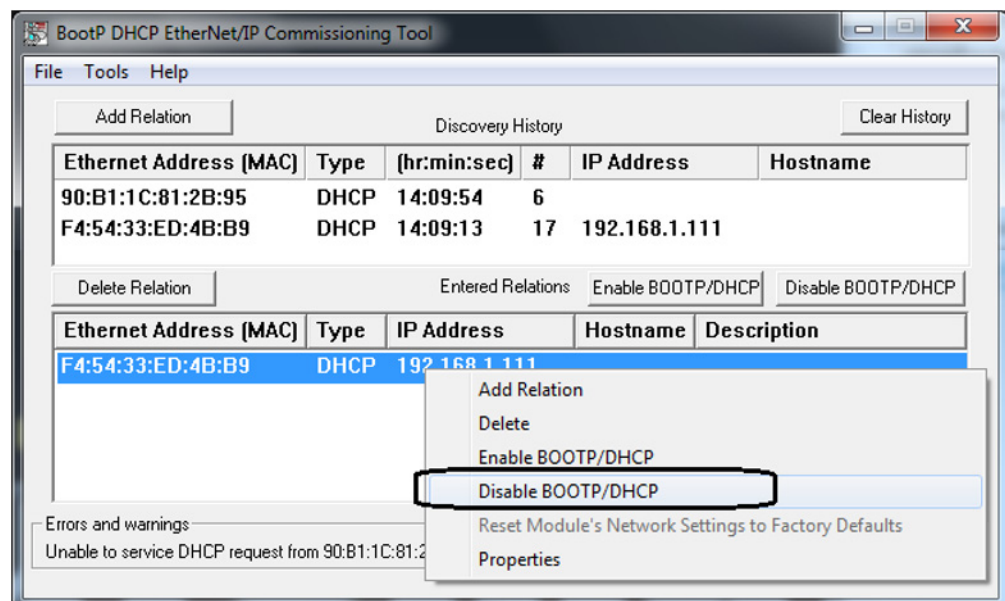 BootP DHCP EtherNet/IP Commissioning Tool
File Tools Help
Add Relation Discovery History Clear History
Ethernet Address (MAC) Type (hr:min:sec) # IP Address Hostname
90:B1:1C:81:2B:95 DHCP 14:09:54 6
F4:54:33:ED:4B:B9 DHCP 14:09:13 17 192.168.1.111
Delete Relation Entered Relations Enable BOOTP/DHCP Disable BOOTP/DHCP
Ethernet Address (MAC) Type IP Address Hostname Description
F4:54:33:ED:4B:B9 DHCP 192.168.1.111
Add Relation
Delete
Enable BOOTP/DHCP
Disable BOOTP/DHCP
Reset Module's Network Settings to Factory Defaults
Properties
Errors and warnings
Unable to service DHCP request from 90:B1:1C:81:2